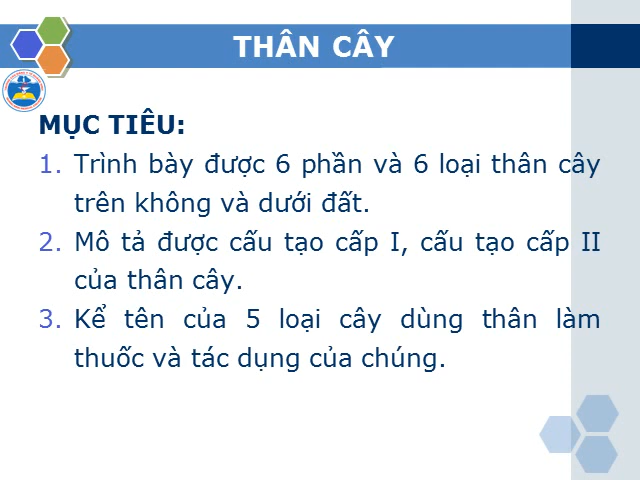 THÂN CÂY
MỤC TIÊU:
1. Trình bày được 6 phần và 6 loại thân cây
trên không và dưới đất.
2. Mô tả được cấu tạo cấp I, cấu tạo cấp II
của thân cây.
3. Kể tên của 5 loại cây dùng thân làm
thuốc và tác dụng của chúng.